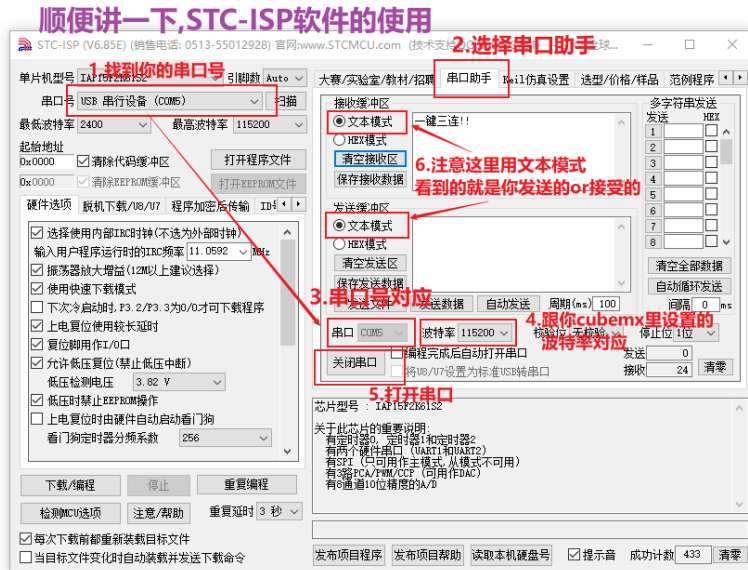 顺便讲一下,STC-ISP软件的使用
STC-ISP (V6.85E) (销售电话: 0513-55012928) 官网:www.STCMCU.com (技术支持
全球...
2.选择串口助手
1.找到你的串口号
单片机型号 IAP15F2K61S2 引脚数 Auto
串口号 USB 串行设备 (COM5) 扫描
最低波特率 2400 最高波特率 115200
起始地址
0x0000 清除代码缓冲区 打开程序文件
0x0000 清除EEPROM缓冲区 打开EEPROM文件
硬件选项 脱机下载/U8/U7 程序加密后传输
选择使用内部IRC时钟(不选为外部时钟)
输入用户程序运行时的IRC频率 11.0592 MHz
振荡器放大增益(12M以上建议选择)
使用快速下载模式
下次冷启动时,P3.2/P3.3为0/0才可下载程序
上电复位使用较长延时
复位脚用作I/O口
允许低压复位(禁止低压中断)
低压检测电压 3.82 V
低压时禁止EEPROM操作
上电复位时由硬件自动启动看门狗
看门狗定时器分频系数 256
下载/编程 停止 重复编程
检测MCU选项 注意/帮助 重复延时 3 秒
每次下载前都重新装载目标文件
当目标文件变化时自动装载并发送下载命令
大赛/实验室/教材/招聘 串口助手 Keil仿真设置 选型/价格/样品 范例程序
接收缓冲区
文本模式
HEX模式
清空接收区
保存接收数据
一键三连!!
6.注意这里用文本模式
看到的就是你发送的or接受的
发送缓冲区
文本模式
HEX模式
清空发送区
保存发送数据
多字符串发送
发送 HEX
1
2
3
4
5
6
7
8
清空全部数据
自动循环发送
间隔 0 ms
3.串口号对应
发送文件 发送数据 自动发送 周期(ms) 100
4.跟你cubemx里设置的
波特率对应
串口 COM5 波特率 115200 校验位 无校验 停止位 1位
关闭串口 编程完成后自动打开串口
将U8/U7设置为标准USB转串口
发送 0
接收 24 清零
5.打开串口
芯片型号 : IAP15F2K61S2
关于此芯片的重要说明:
有定时器0, 定时器1和定时器2
有两个硬件串口 (UART1和UART2)
有SPI (只可用作主模式,从模式不可用)
有3路PCA/PWM/CCP (可用作DAC)
有8通道10位精度的A/D
发布项目程序 发布项目帮助 读取本机硬盘号 提示音 成功计数 433 清零